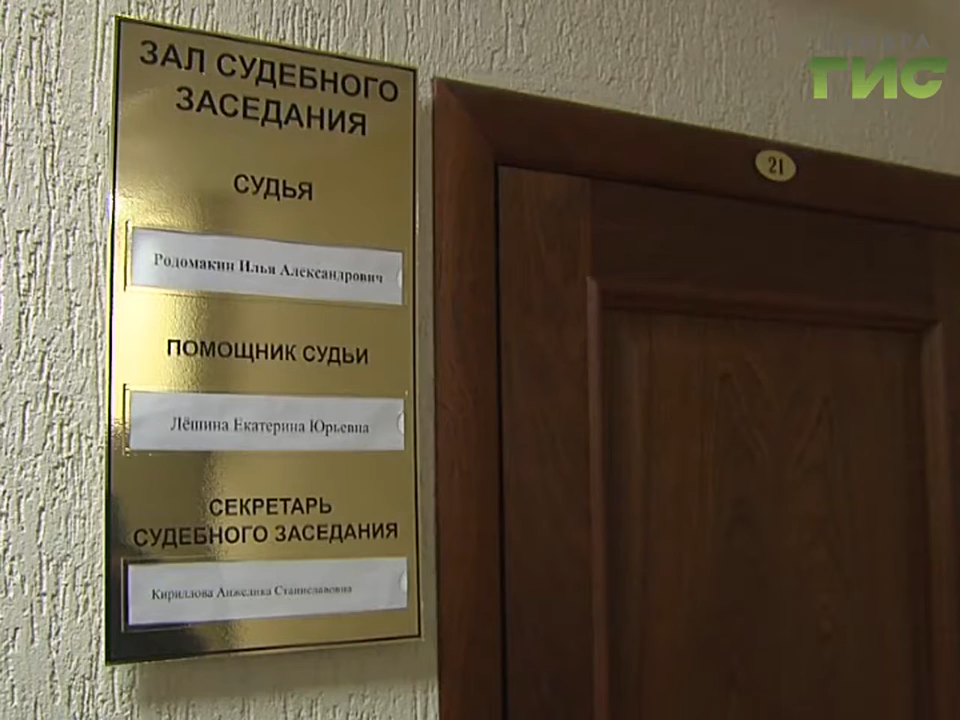 ЗАЛ СУДЕБНОГО
ЗАСЕДАНИЯ
СУДЬЯ
Родомакин Илья Александрович
ПОМОЩНИК СУДЬИ
Лёшина Екатерина Юрьевна
СЕКРЕТАРЬ
СУДЕБНОГО ЗАСЕДАНИЯ
Кириллова Анжелика Станиславовна
21
ГИС